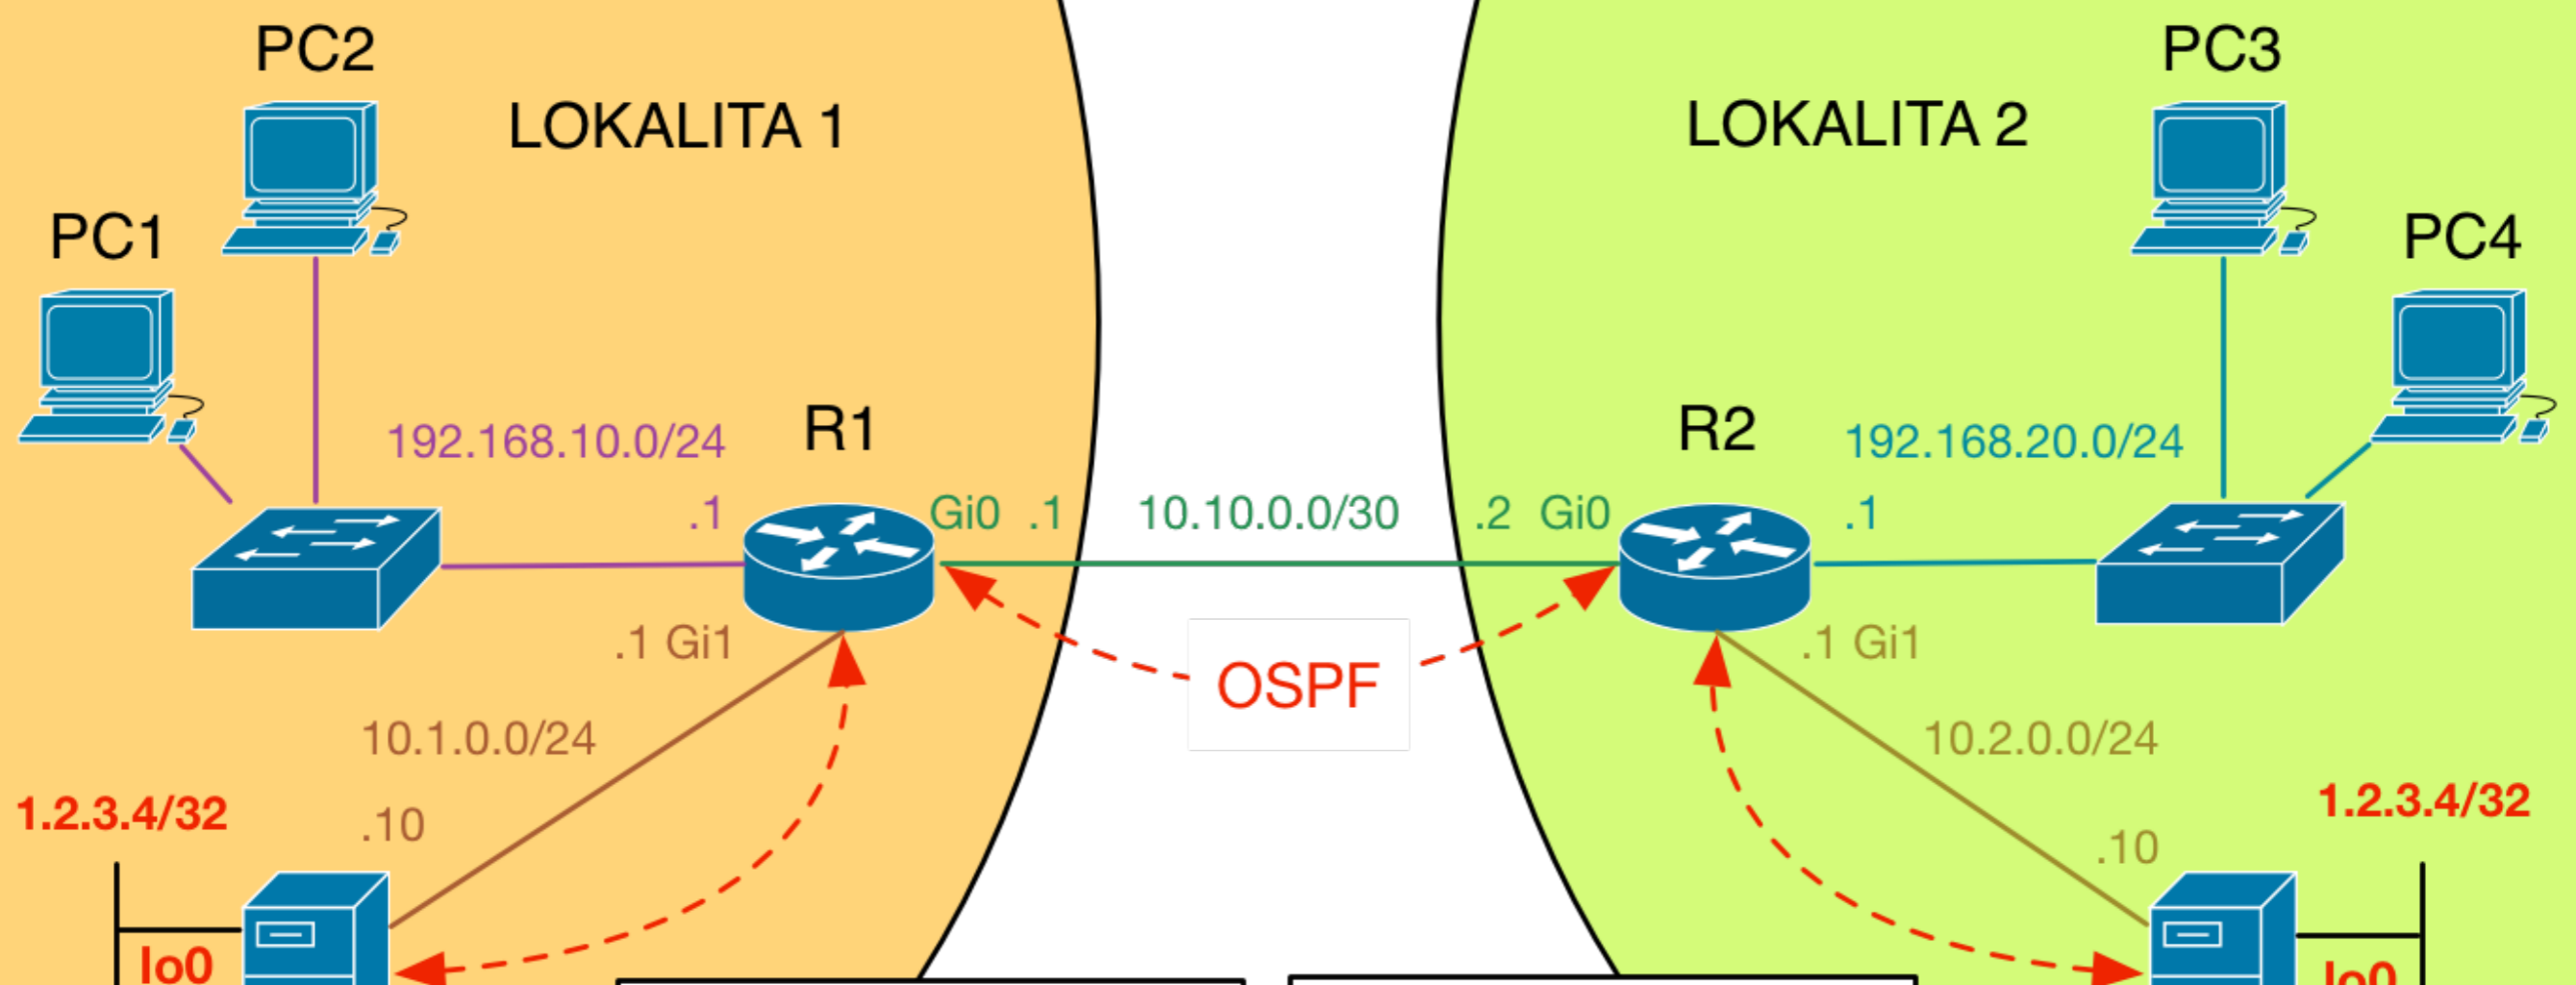 PC2
LOKALITA 1
PC1
192.168.10.0/24
R1
.1
Gi0 .1
10.10.0.0/30
.1 Gi1
10.1.0.0/24
.10
1.2.3.4/32
lo0
OSPF
PC3
LOKALITA 2
PC4
R2
192.168.20.0/24
.2 Gi0
.1
.1 Gi1
10.2.0.0/24
.10
1.2.3.4/32
lo0